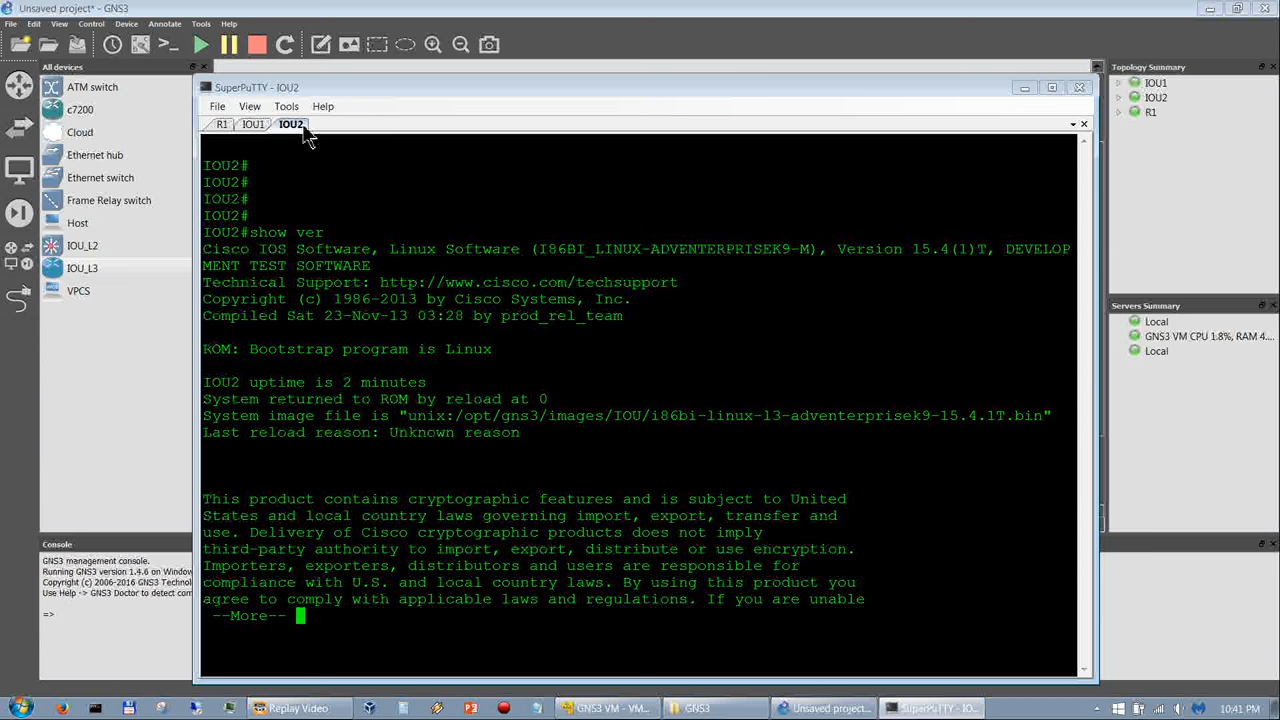 Unsaved project* - GNS3
File Edit View Control Device Annotate Tools Help
All devices
ATM switch
c7200
Cloud
Ethernet hub
Ethernet switch
Frame Relay switch
Host
IOU_L2
IOU_L3
VPCS
SuperPuTTY - IOU2
File View Tools Help
R1 IOU1 IOU2
IOU2#
IOU2#
IOU2#
IOU2#
IOU2#show ver
Cisco IOS Software, Linux Software (I86BI_LINUX-ADVENTERPRISEK9-M), Version 15.4(1)T, DEVELOP
MENT TEST SOFTWARE
Technical Support: http://www.cisco.com/techsupport
Copyright (c) 1986-2013 by Cisco Systems, Inc.
Compiled Sat 23-Nov-13 03:28 by prod_rel_team
ROM: Bootstrap program is Linux
IOU2 uptime is 2 minutes
System returned to ROM by reload at 0
System image file is "unix:/opt/gns3/images/IOU/i86bi-linux-l3-adventerprisek9-15.4.1T.bin"
Last reload reason: Unknown reason
This product contains cryptographic features and is subject to United
States and local country laws governing import, export, transfer and
use. Delivery of Cisco cryptographic products does not imply
third-party authority to import, export, distribute or use encryption.
Importers, exporters, distributors and users are responsible for
compliance with U.S. and local country laws. By using this product you
agree to comply with applicable laws and regulations. If you are unable
--More--
Topology Summary
IOU1
IOU2
R1
Servers Summary
Local
GNS3 VM CPU 1.8%, RAM 4....
Local
Console
GNS3 management console.
Running GNS3 version 1.4.6 on Window
Copyright (c) 2006-2016 GNS3 Technolo
Use Help -> GNS3 Doctor to detect com
=>
Replay Video
GNS3 VM - VM...
GNS3
Unsaved project...
SuperPuTTY - IO...
10:41 PM